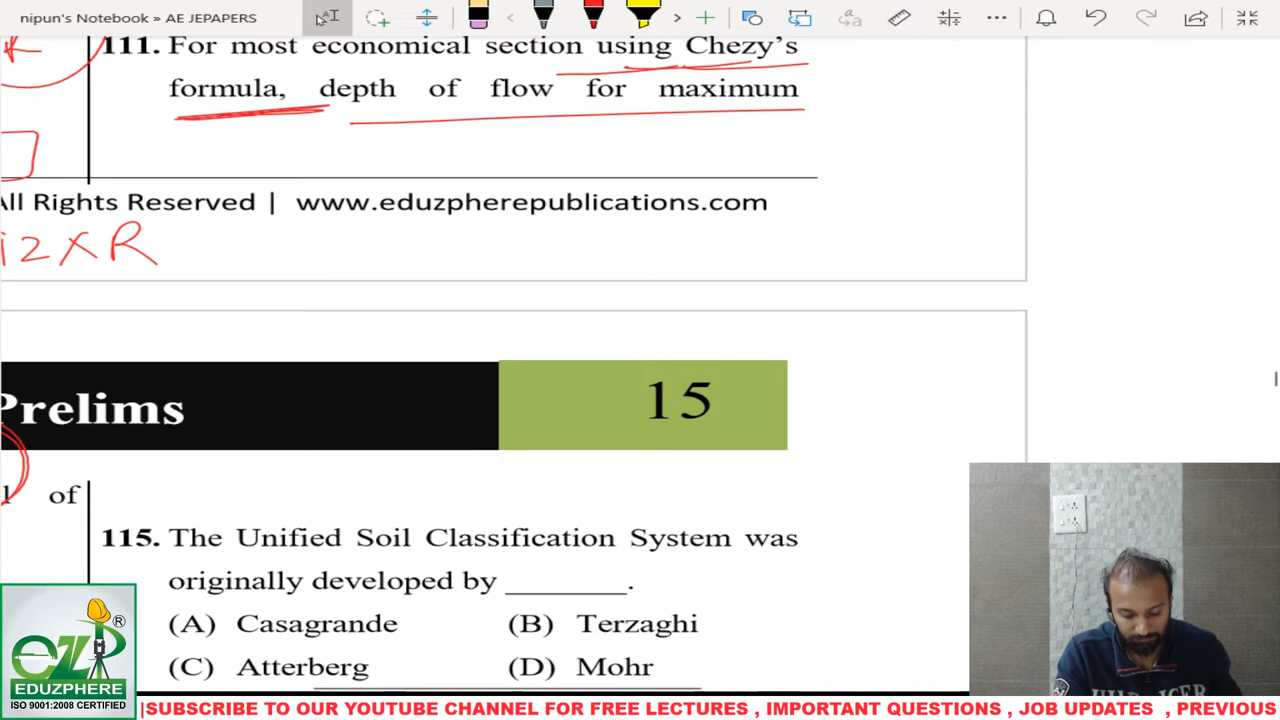 nipun's Notebook » AE JEPAPERS
111. For most economical section using Chezy's
formula, depth of flow for maximum
All Rights Reserved | www.eduzpherepublications.com
12 X R
Prelims
15
of
115. The Unified Soil Classification System was
originally developed by ________.
(A) Casagrande (B) Terzaghi
(C) Atterberg (D) Mohr
EZP
®
EDUZPHERE
ISO 9001:2008 CERTIFIED
|SUBSCRIBE TO OUR YOUTUBE CHANNEL FOR FREE LECTURES , IMPORTANT QUESTIONS , JOB UPDATES , PREVIOUS